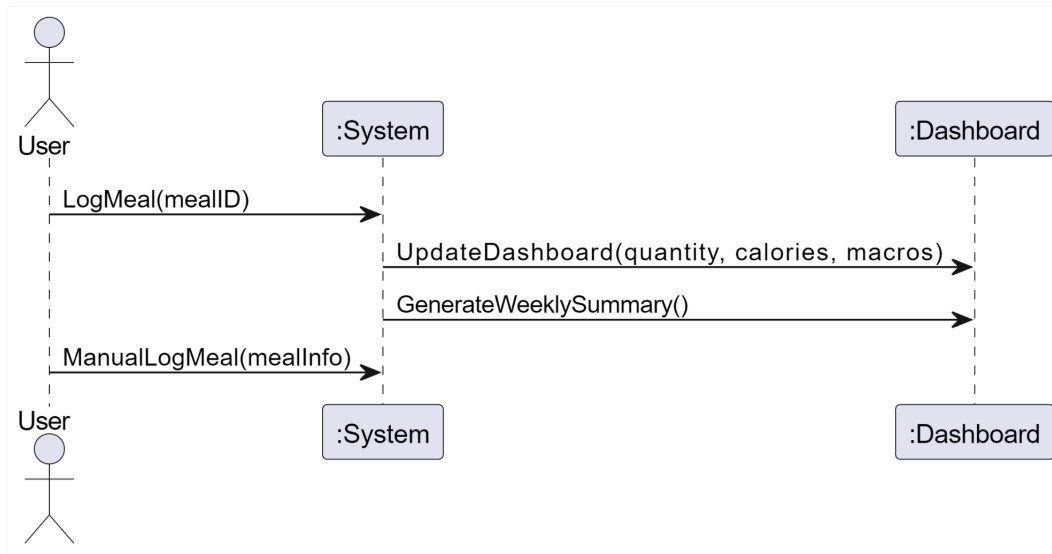 User
:System
:Dashboard
LogMeal(mealID)
UpdateDashboard(quantity, calories, macros)
GenerateWeeklySummary()
ManualLogMeal(mealInfo)
User
:System
:Dashboard